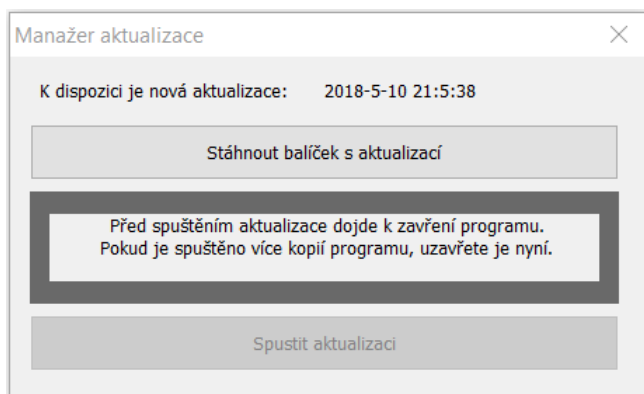 Manažer aktualizace
K dispozici je nová aktualizace: 2018-5-10 21:5:38
Stáhnout balíček s aktualizací
Před spuštěním aktualizace dojde k zavření programu.
Pokud je spuštěno více kopií programu, uzavřete je nyní.
Spustit aktualizaci